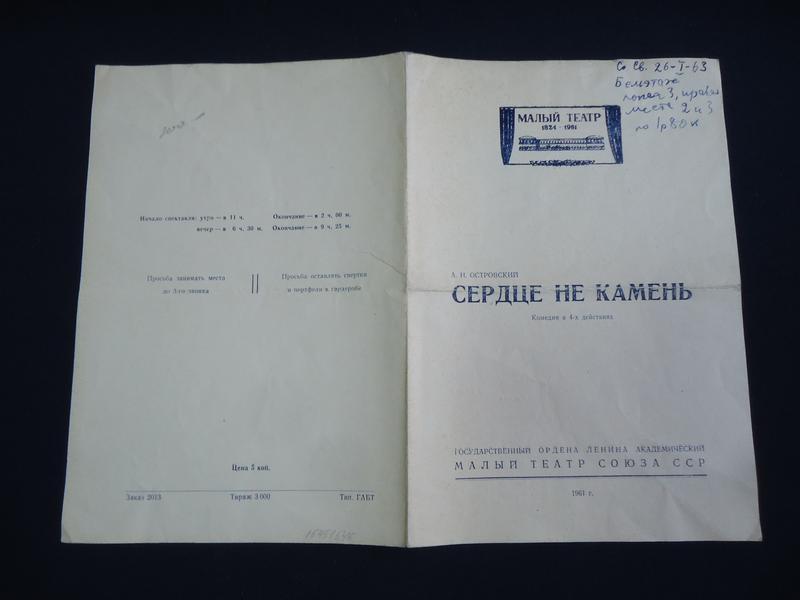 Начало спектакля: утро — в 11 ч. Окончание — в 2 ч. 00 м.
вечер — в 6 ч. 30 м. Окончание — в 9 ч. 25 м.
Просьба занимать места
до 3-го звонка
Просьба оставлять свертки
и портфели в гардеробе
Цена 5 коп.
Заказ 2013 Тираж 3 000 Тип. ГАБТ
Со Св. 26-I-63
Бельэтаж
ложа 3, правая
места 2 и 3
по 1р80к
МАЛЫЙ ТЕАТР
1824 - 1961
А. Н. ОСТРОВСКИЙ
СЕРДЦЕ НЕ КАМЕНЬ
Комедия в 4-х действиях
ГОСУДАРСТВЕННЫЙ ОРДЕНА ЛЕНИНА АКАДЕМИЧЕСКИЙ
МАЛЫЙ ТЕАТР СОЮЗА ССР
1961 г.